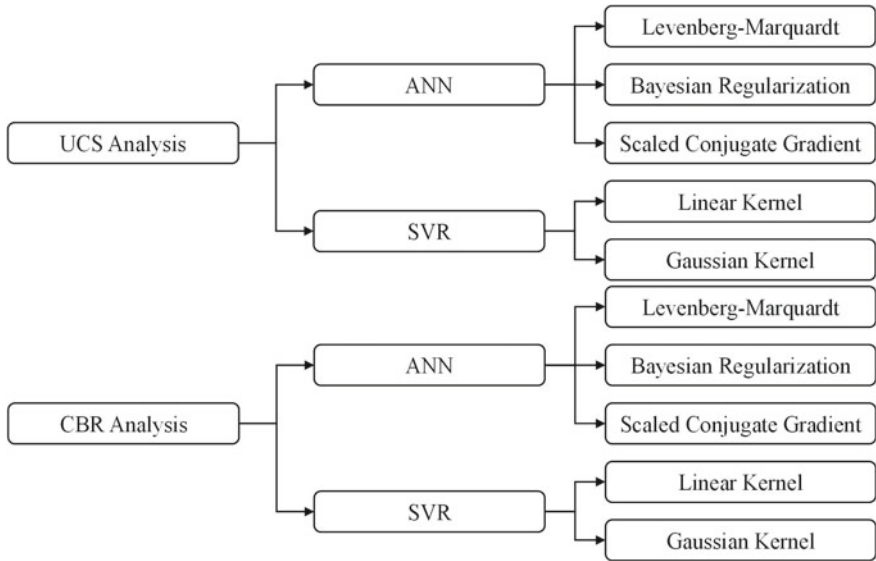 UCS Analysis
ANN
Levenberg-Marquardt
Bayesian Regularization
Scaled Conjugate Gradient
SVR
Linear Kernel
Gaussian Kernel
CBR Analysis
ANN
Levenberg-Marquardt
Bayesian Regularization
Scaled Conjugate Gradient
SVR
Linear Kernel
Gaussian Kernel